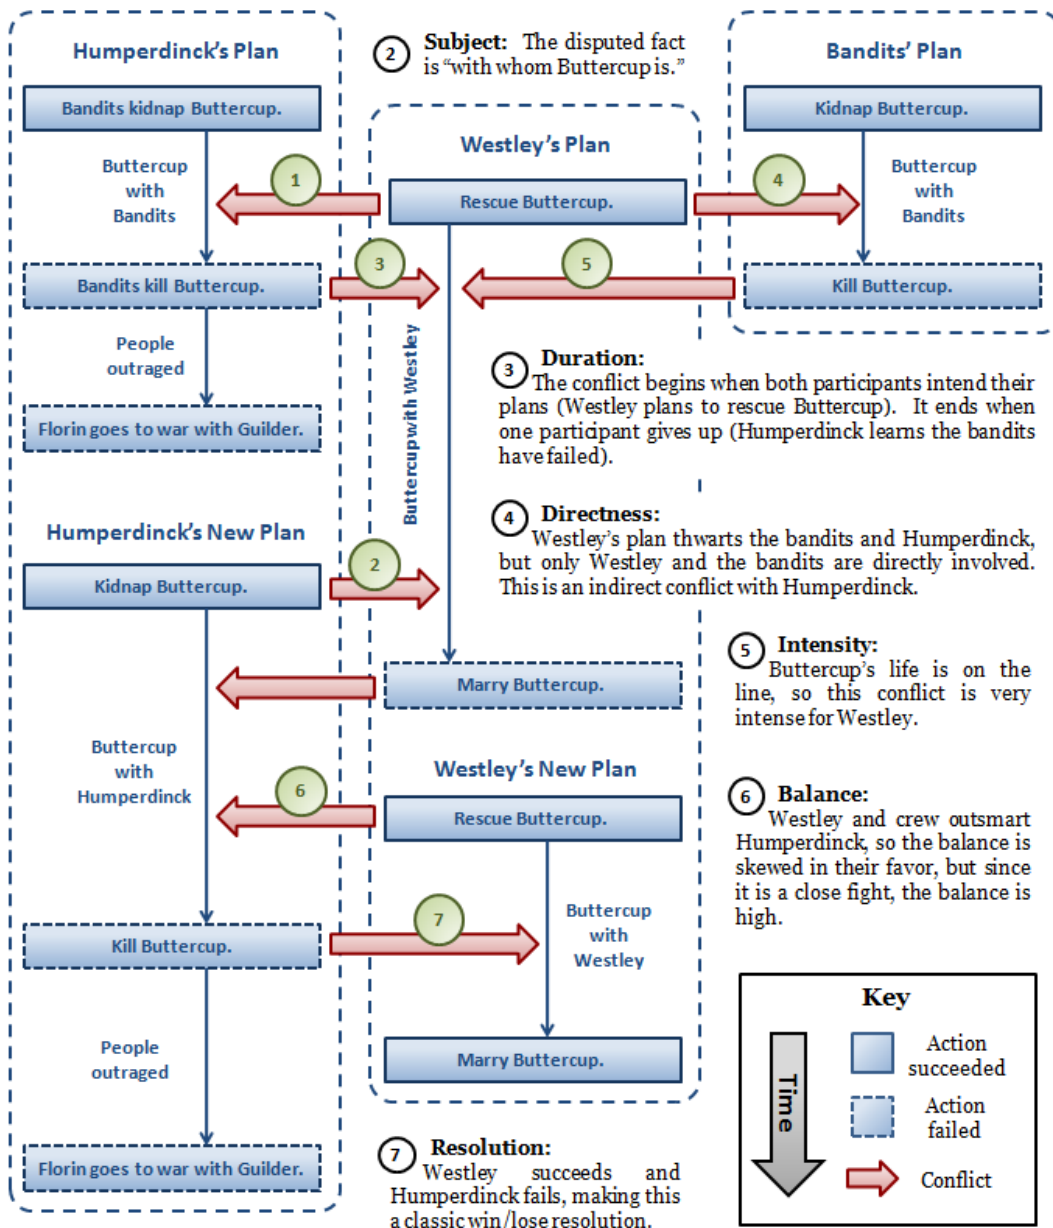 Humperdinck's Plan
Bandits kidnap Buttercup.
Buttercup
with
Bandits
1
Bandits kill Buttercup.
3
People
outraged
Florin goes to war with Guilder.
Humperdinck's New Plan
Kidnap Buttercup.
2
Buttercup
with
Humperdinck
6
Kill Buttercup.
7
People
outraged
Florin goes to war with Guilder.
2 Subject: The disputed fact
is “with whom Buttercup is.”
Westley's Plan
Rescue Buttercup.
Buttercup with Westley
Marry Buttercup.
Westley's New Plan
Rescue Buttercup.
Buttercup
with
Westley
Marry Buttercup.
Bandits' Plan
Kidnap Buttercup.
4
Buttercup
with
Bandits
5
Kill Buttercup.
3 Duration:
The conflict begins when both participants intend their
plans (Westley plans to rescue Buttercup). It ends when
one participant gives up (Humperdinck learns the bandits
have failed).
4 Directness:
Westley's plan thwarts the bandits and Humperdinck,
but only Westley and the bandits are directly involved.
This is an indirect conflict with Humperdinck.
5 Intensity:
Buttercup's life is on the
line, so this conflict is very
intense for Westley.
6 Balance:
Westley and crew outsmart
Humperdinck, so the balance is
skewed in their favor, but since
it is a close fight, the balance is
high.
7 Resolution:
Westley succeeds and
Humperdinck fails, making this
a classic win/lose resolution.
Key
Time
Action
succeeded
Action
failed
Conflict